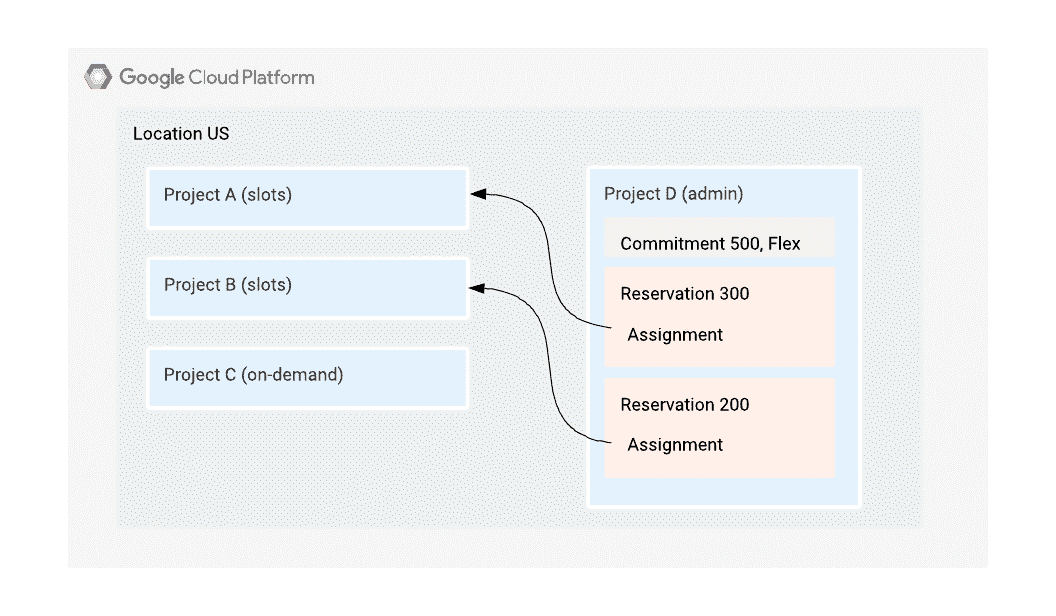 Google Cloud Platform
Location US
Project A (slots)
Project B (slots)
Project C (on-demand)
Project D (admin)
Commitment 500, Flex
Reservation 300
Assignment
Reservation 200
Assignment